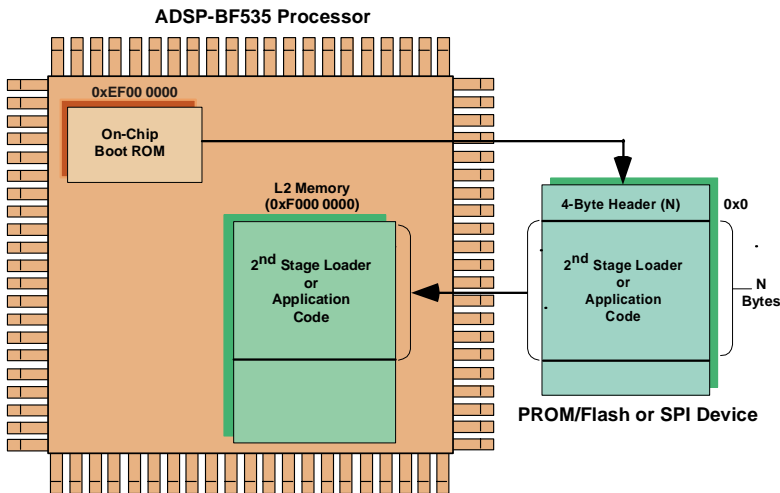 ADSP-BF535 Processor
0xEF00 0000
On-Chip
Boot ROM
L2 Memory
(0xF000 0000)
2nd Stage Loader
or
Application
Code
4-Byte Header (N)
0x0
2nd Stage Loader
or
Application
Code
N
Bytes
PROM/Flash or SPI Device